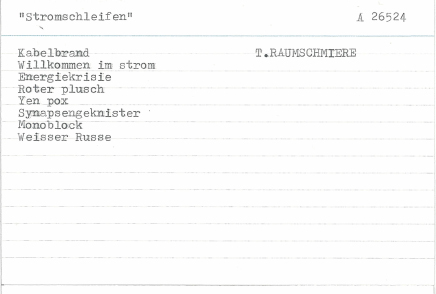 "Stromschleifen" A 26524
Kabelbrand T.RAUMSCHMIERE
Willkommen im strom
Energiekrisie
Roter plusch
Yen pox
Synapsengeknister
Monoblock
Weisser Russe